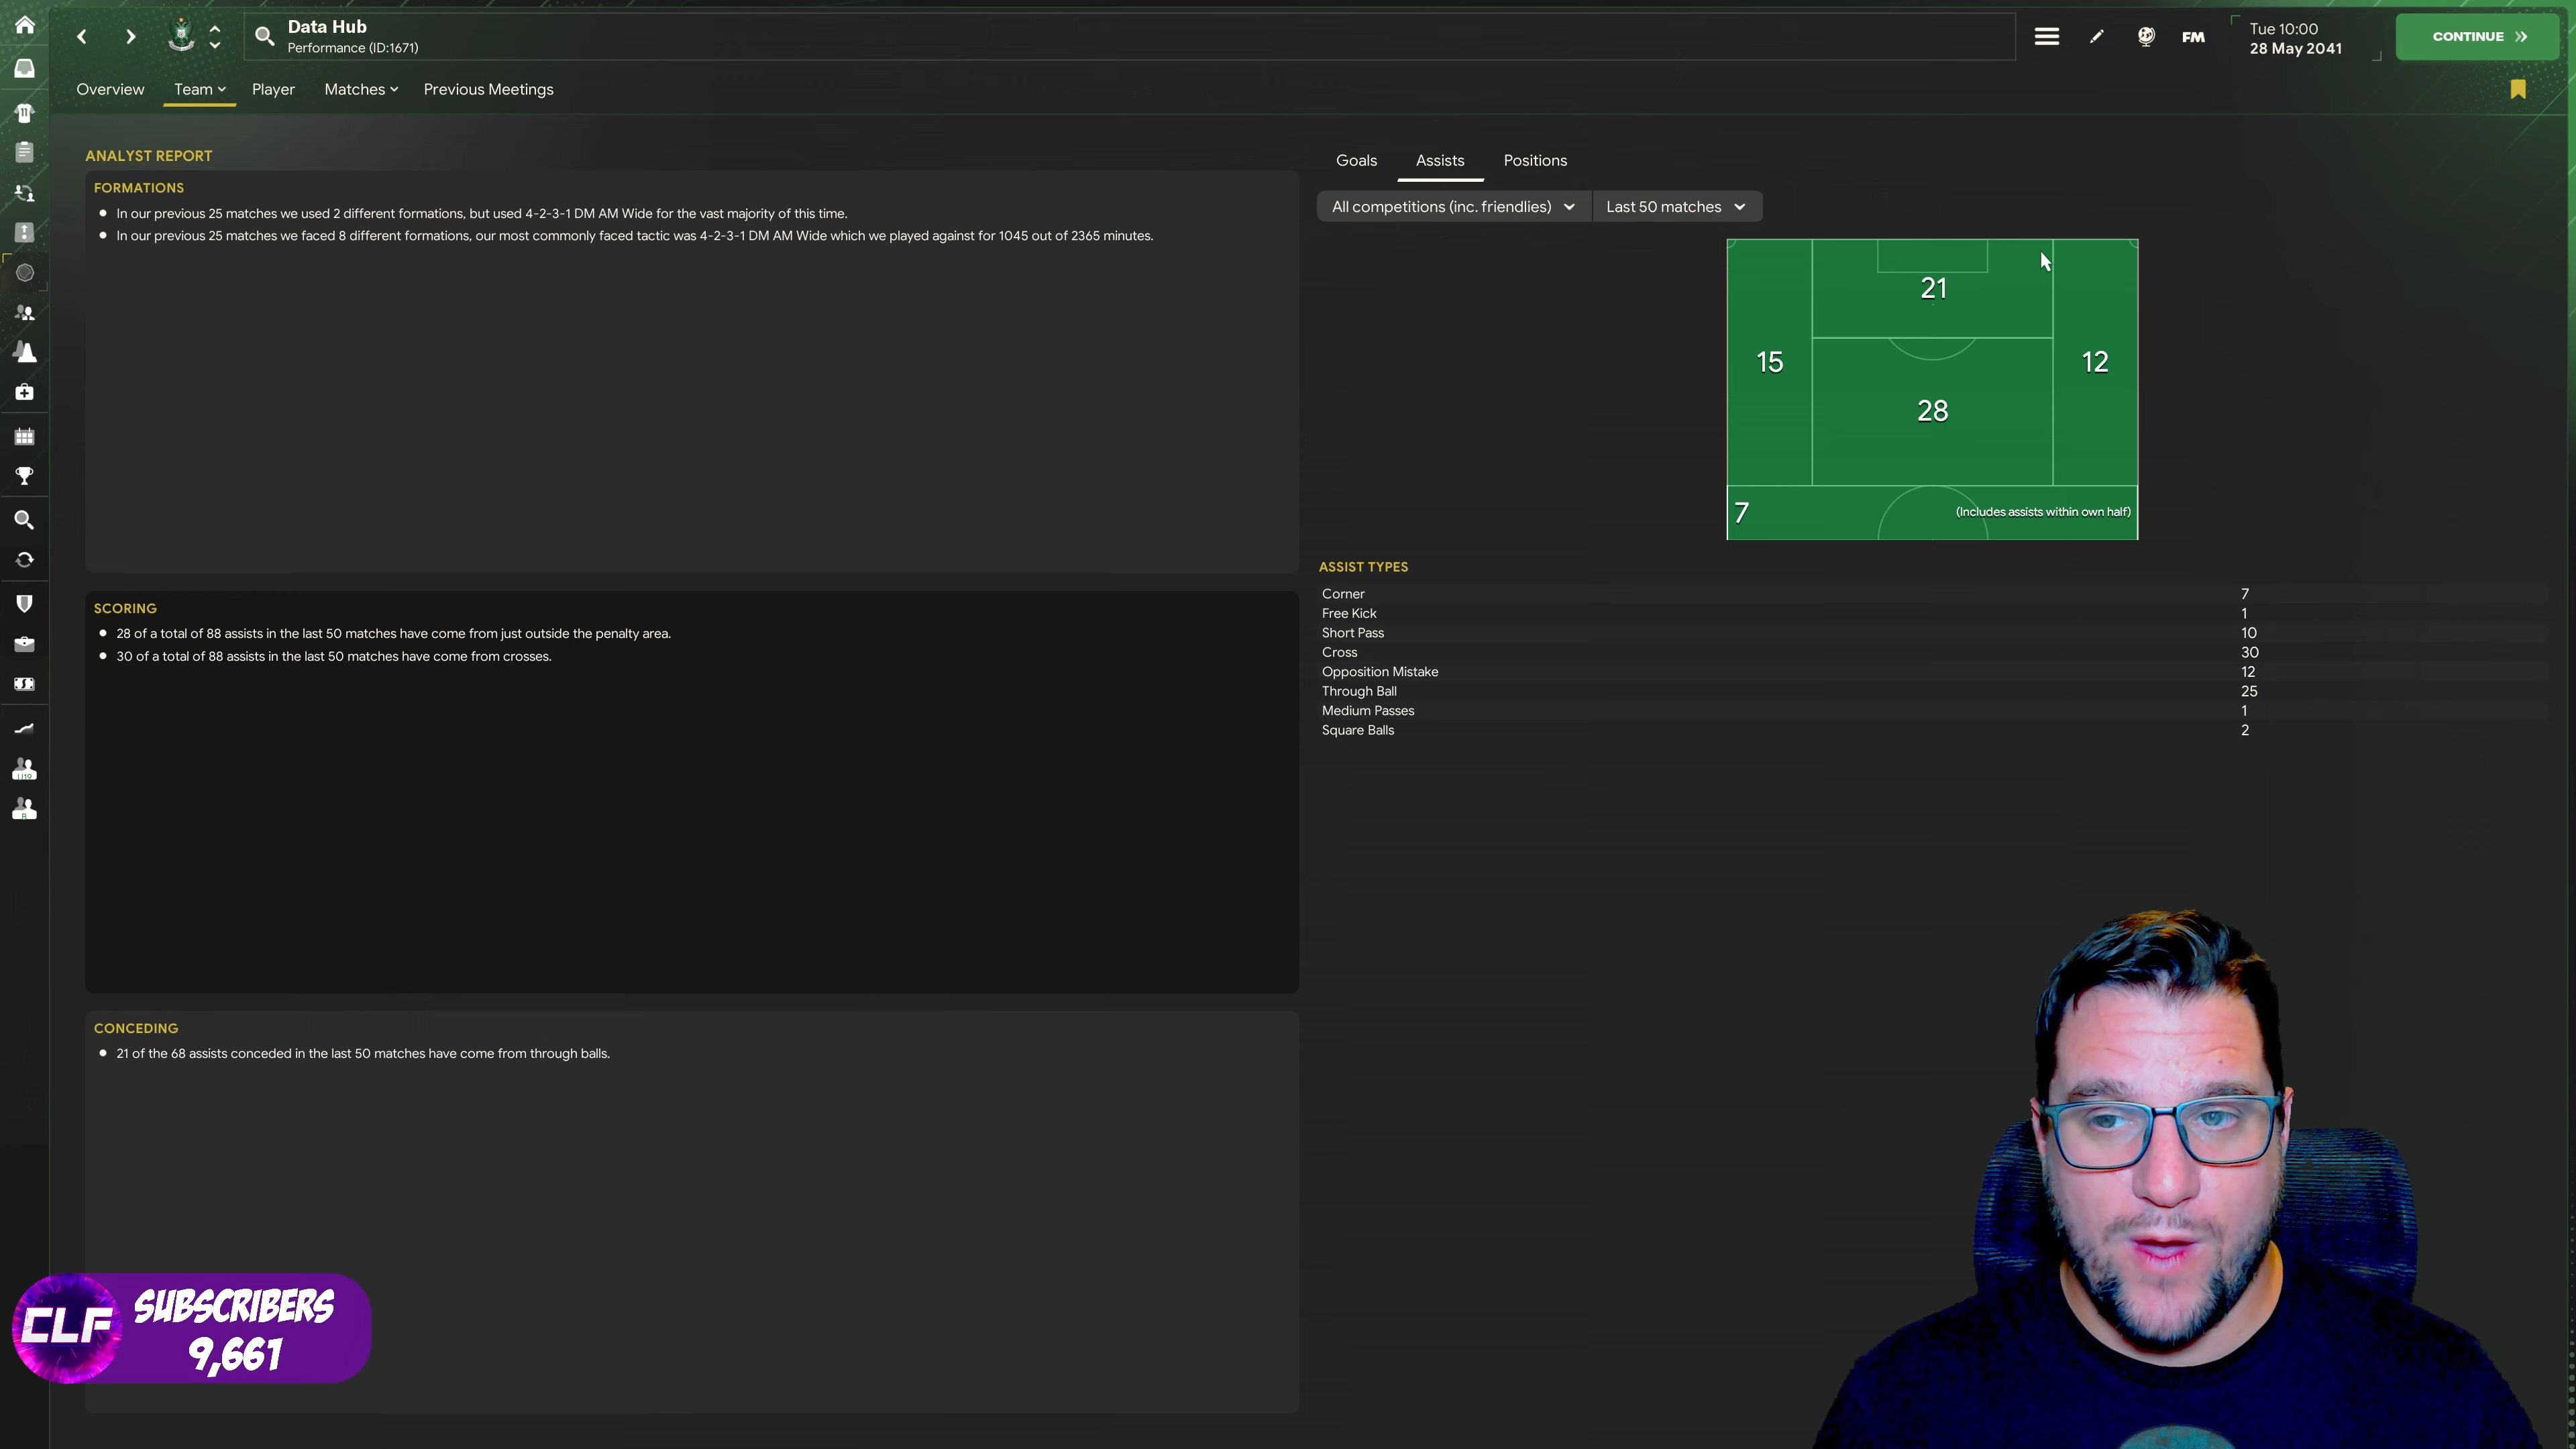 Data Hub
Performance (ID:1671)
FM
Tue 10:00
28 May 2041
CONTINUE
Overview
Team
Player
Matches
Previous Meetings
ANALYST REPORT
FORMATIONS
In our previous 25 matches we used 2 different formations, but used 4-2-3-1 DM AM Wide for the vast majority of this time.
In our previous 25 matches we faced 8 different formations, our most commonly faced tactic was 4-2-3-1 DM AM Wide which we played against for 1045 out of 2365 minutes.
SCORING
28 of a total of 88 assists in the last 50 matches have come from just outside the penalty area.
30 of a total of 88 assists in the last 50 matches have come from crosses.
CONCEDING
21 of the 68 assists conceded in the last 50 matches have come from through balls.
Goals
Assists
Positions
All competitions (inc. friendlies)
Last 50 matches
21
15
12
28
7
(Includes assists within own half)
ASSIST TYPES
Corner 7
Free Kick 1
Short Pass 10
Cross 30
Opposition Mistake 12
Through Ball 25
Medium Passes 1
Square Balls 2
11
U19
B
CLF
SUBSCRIBERS
9,661